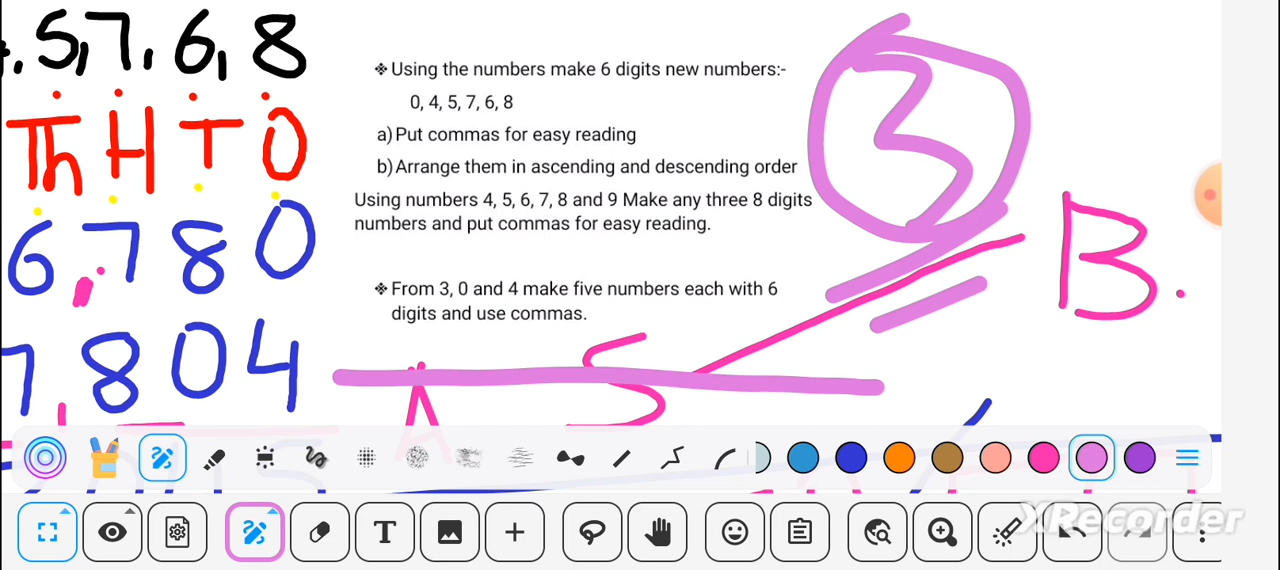 . 5, 7, 6, 8
❖ Using the numbers make 6 digits new numbers:-
0, 4, 5, 7, 6, 8
a) Put commas for easy reading
b) Arrange them in ascending and descending order
Using numbers 4, 5, 6, 7, 8 and 9 Make any three 8 digits
numbers and put commas for easy reading.
❖ From 3, 0 and 4 make five numbers each with 6
digits and use commas.
3
B.
Th H T O
6,780
7,804
A S
T
XRecorder